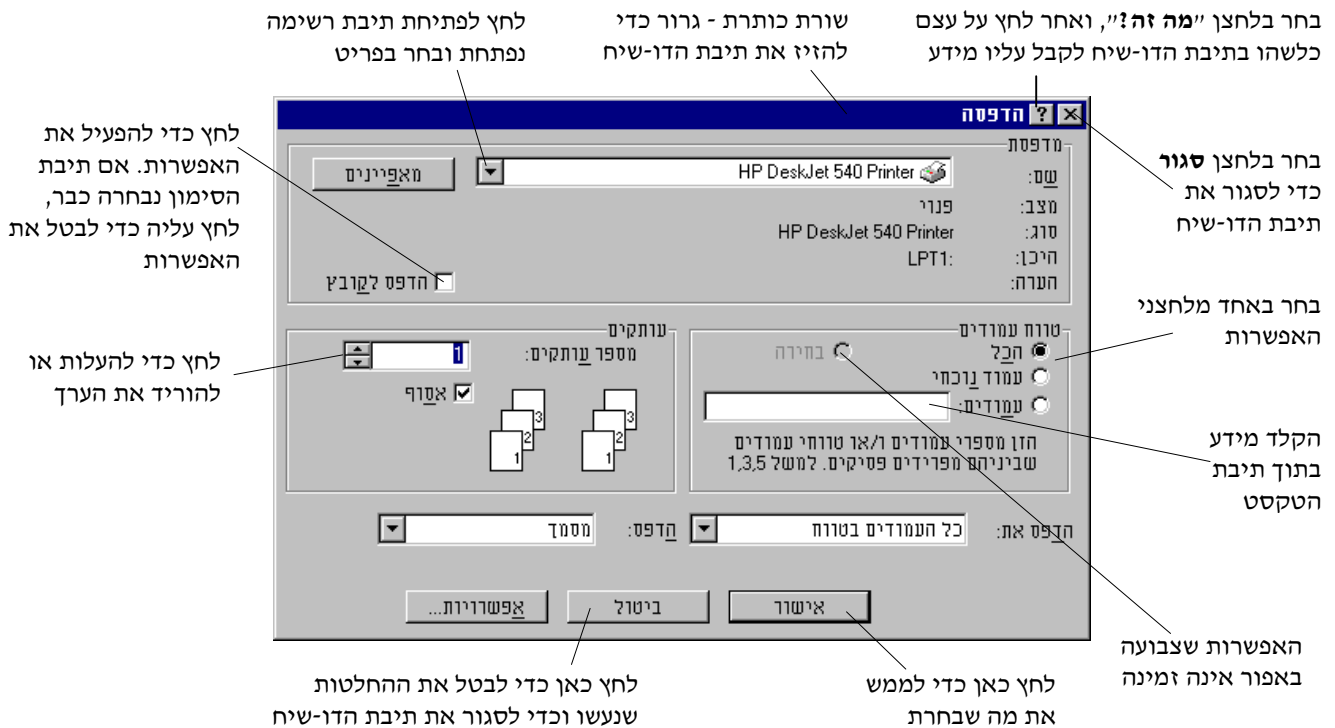 בחר בלחצן "מה זה?", ואחר לחץ על עצם
כלשהו בתיבת הדו-שיח לקבל עליו מידע
שורת כותרת - גרור כדי
להזיז את תיבת הדו-שיח
לחץ לפתיחת תיבת רשימה
נפתחת ובחר בפריט
בחר בלחצן סגור
כדי לסגור את
תיבת הדו-שיח
בחר באחד מלחצני
האפשרות
הקלד מידע
בתוך תיבת
הטקסט
האפשרות שצבועה
באפור אינה זמינה
? הדפסה
מדפסת
שם:
HP DeskJet 540 Printer
מאפיינים
מצב: פנוי
סוג: HP DeskJet 540 Printer
היכן: LPT1:
הערה:
הדפס לקובץ
טווח עמודים
הכל
בחירה
עמוד נוכחי
עמודים:
הזן מספרי עמודים ו/או טווחי עמודים
שביניהם מפרידים פסיקים. למשל 1,3,5
עותקים
מספר עותקים: 1
אסוף
3 3
2 2
1 1
הדפס את: כל העמודים בטווח
הדפס: מסמך
אישור
ביטול
אפשרויות...
לחץ כדי להפעיל את
האפשרות. אם תיבת
הסימון נבחרה כבר,
לחץ עליה כדי לבטל את
האפשרות
לחץ כדי להעלות או
להוריד את הערך
לחץ כאן כדי לממש
את מה שבחרת
לחץ כאן כדי לבטל את ההחלטות
שנעשו וכדי לסגור את תיבת הדו-שיח